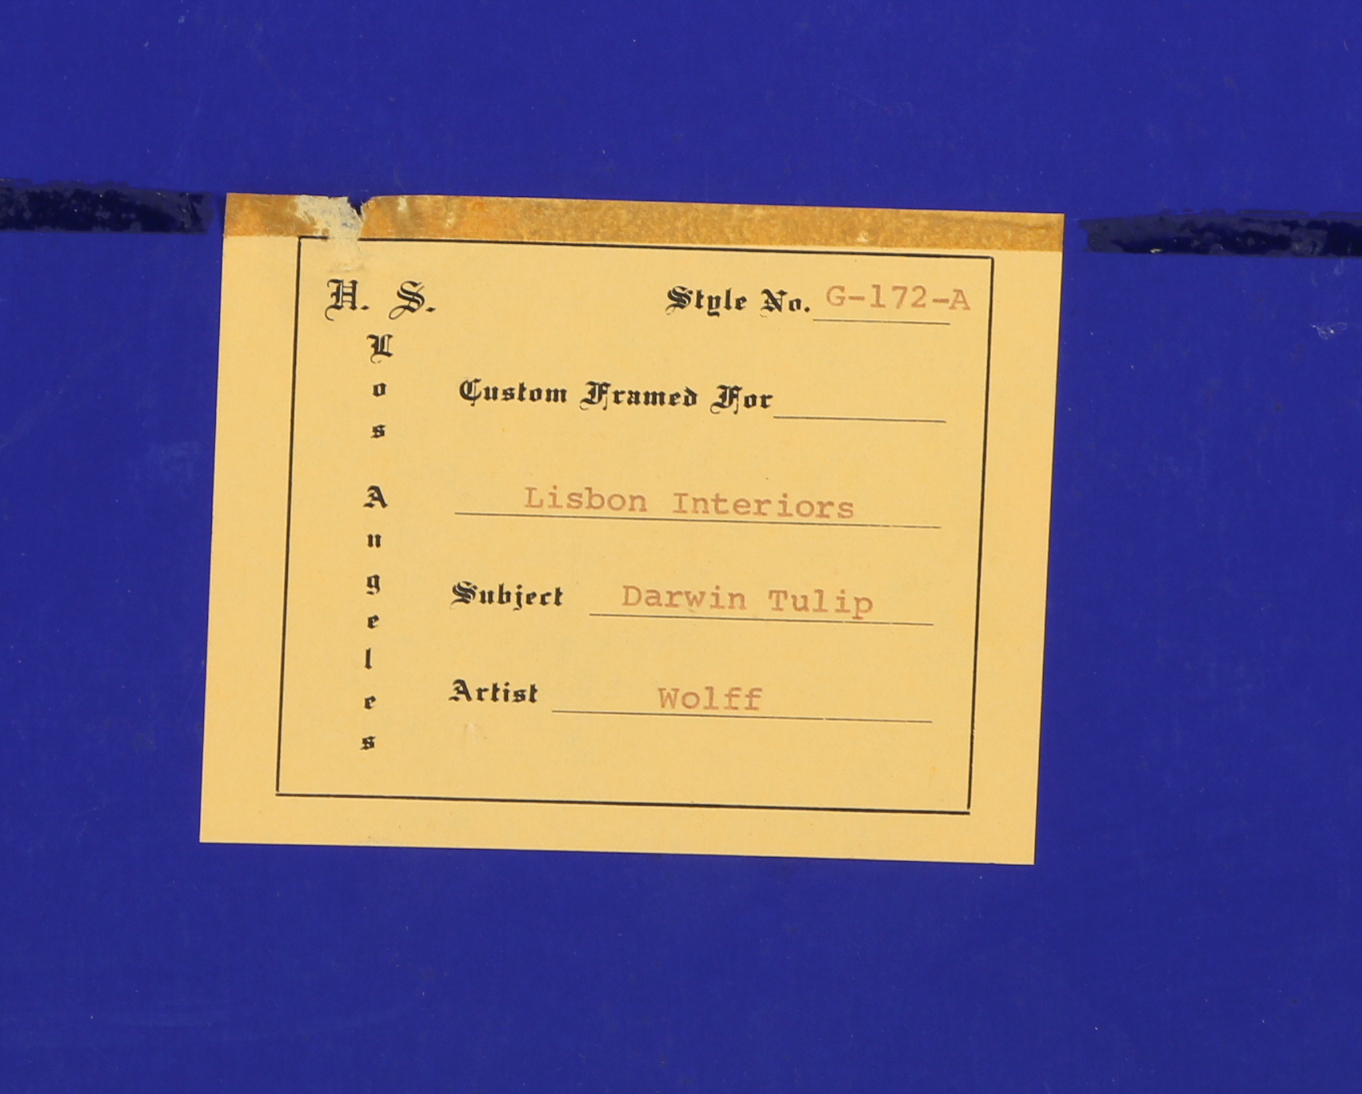 H. S.
Los Angeles
Style No. G-172-A
Custom Framed For
Lisbon Interiors
Subject Darwin Tulip
Artist Wolff